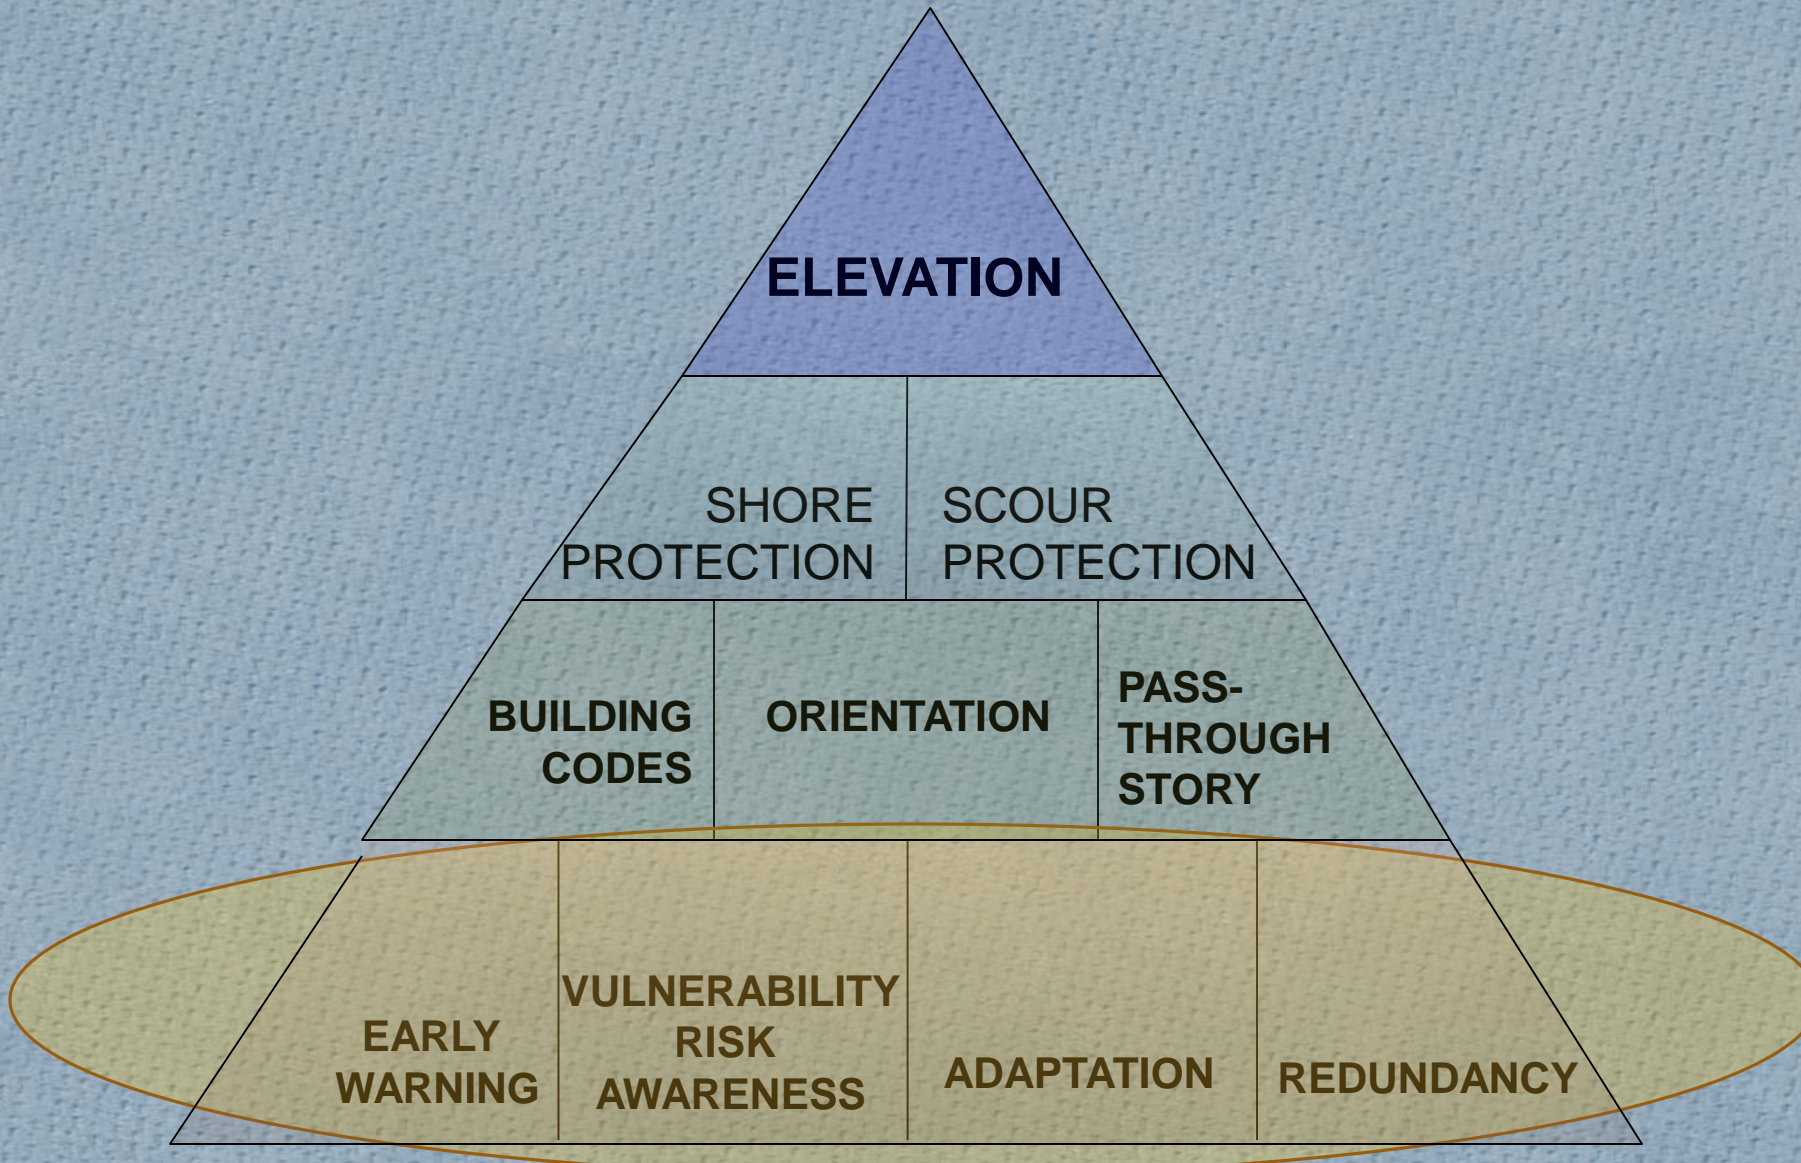 ELEVATION
SHORE
PROTECTION
SCOUR
PROTECTION
BUILDING
CODES
ORIENTATION
PASS-
THROUGH
STORY
EARLY
WARNING
VULNERABILITY
RISK
AWARENESS
ADAPTATION
REDUNDANCY